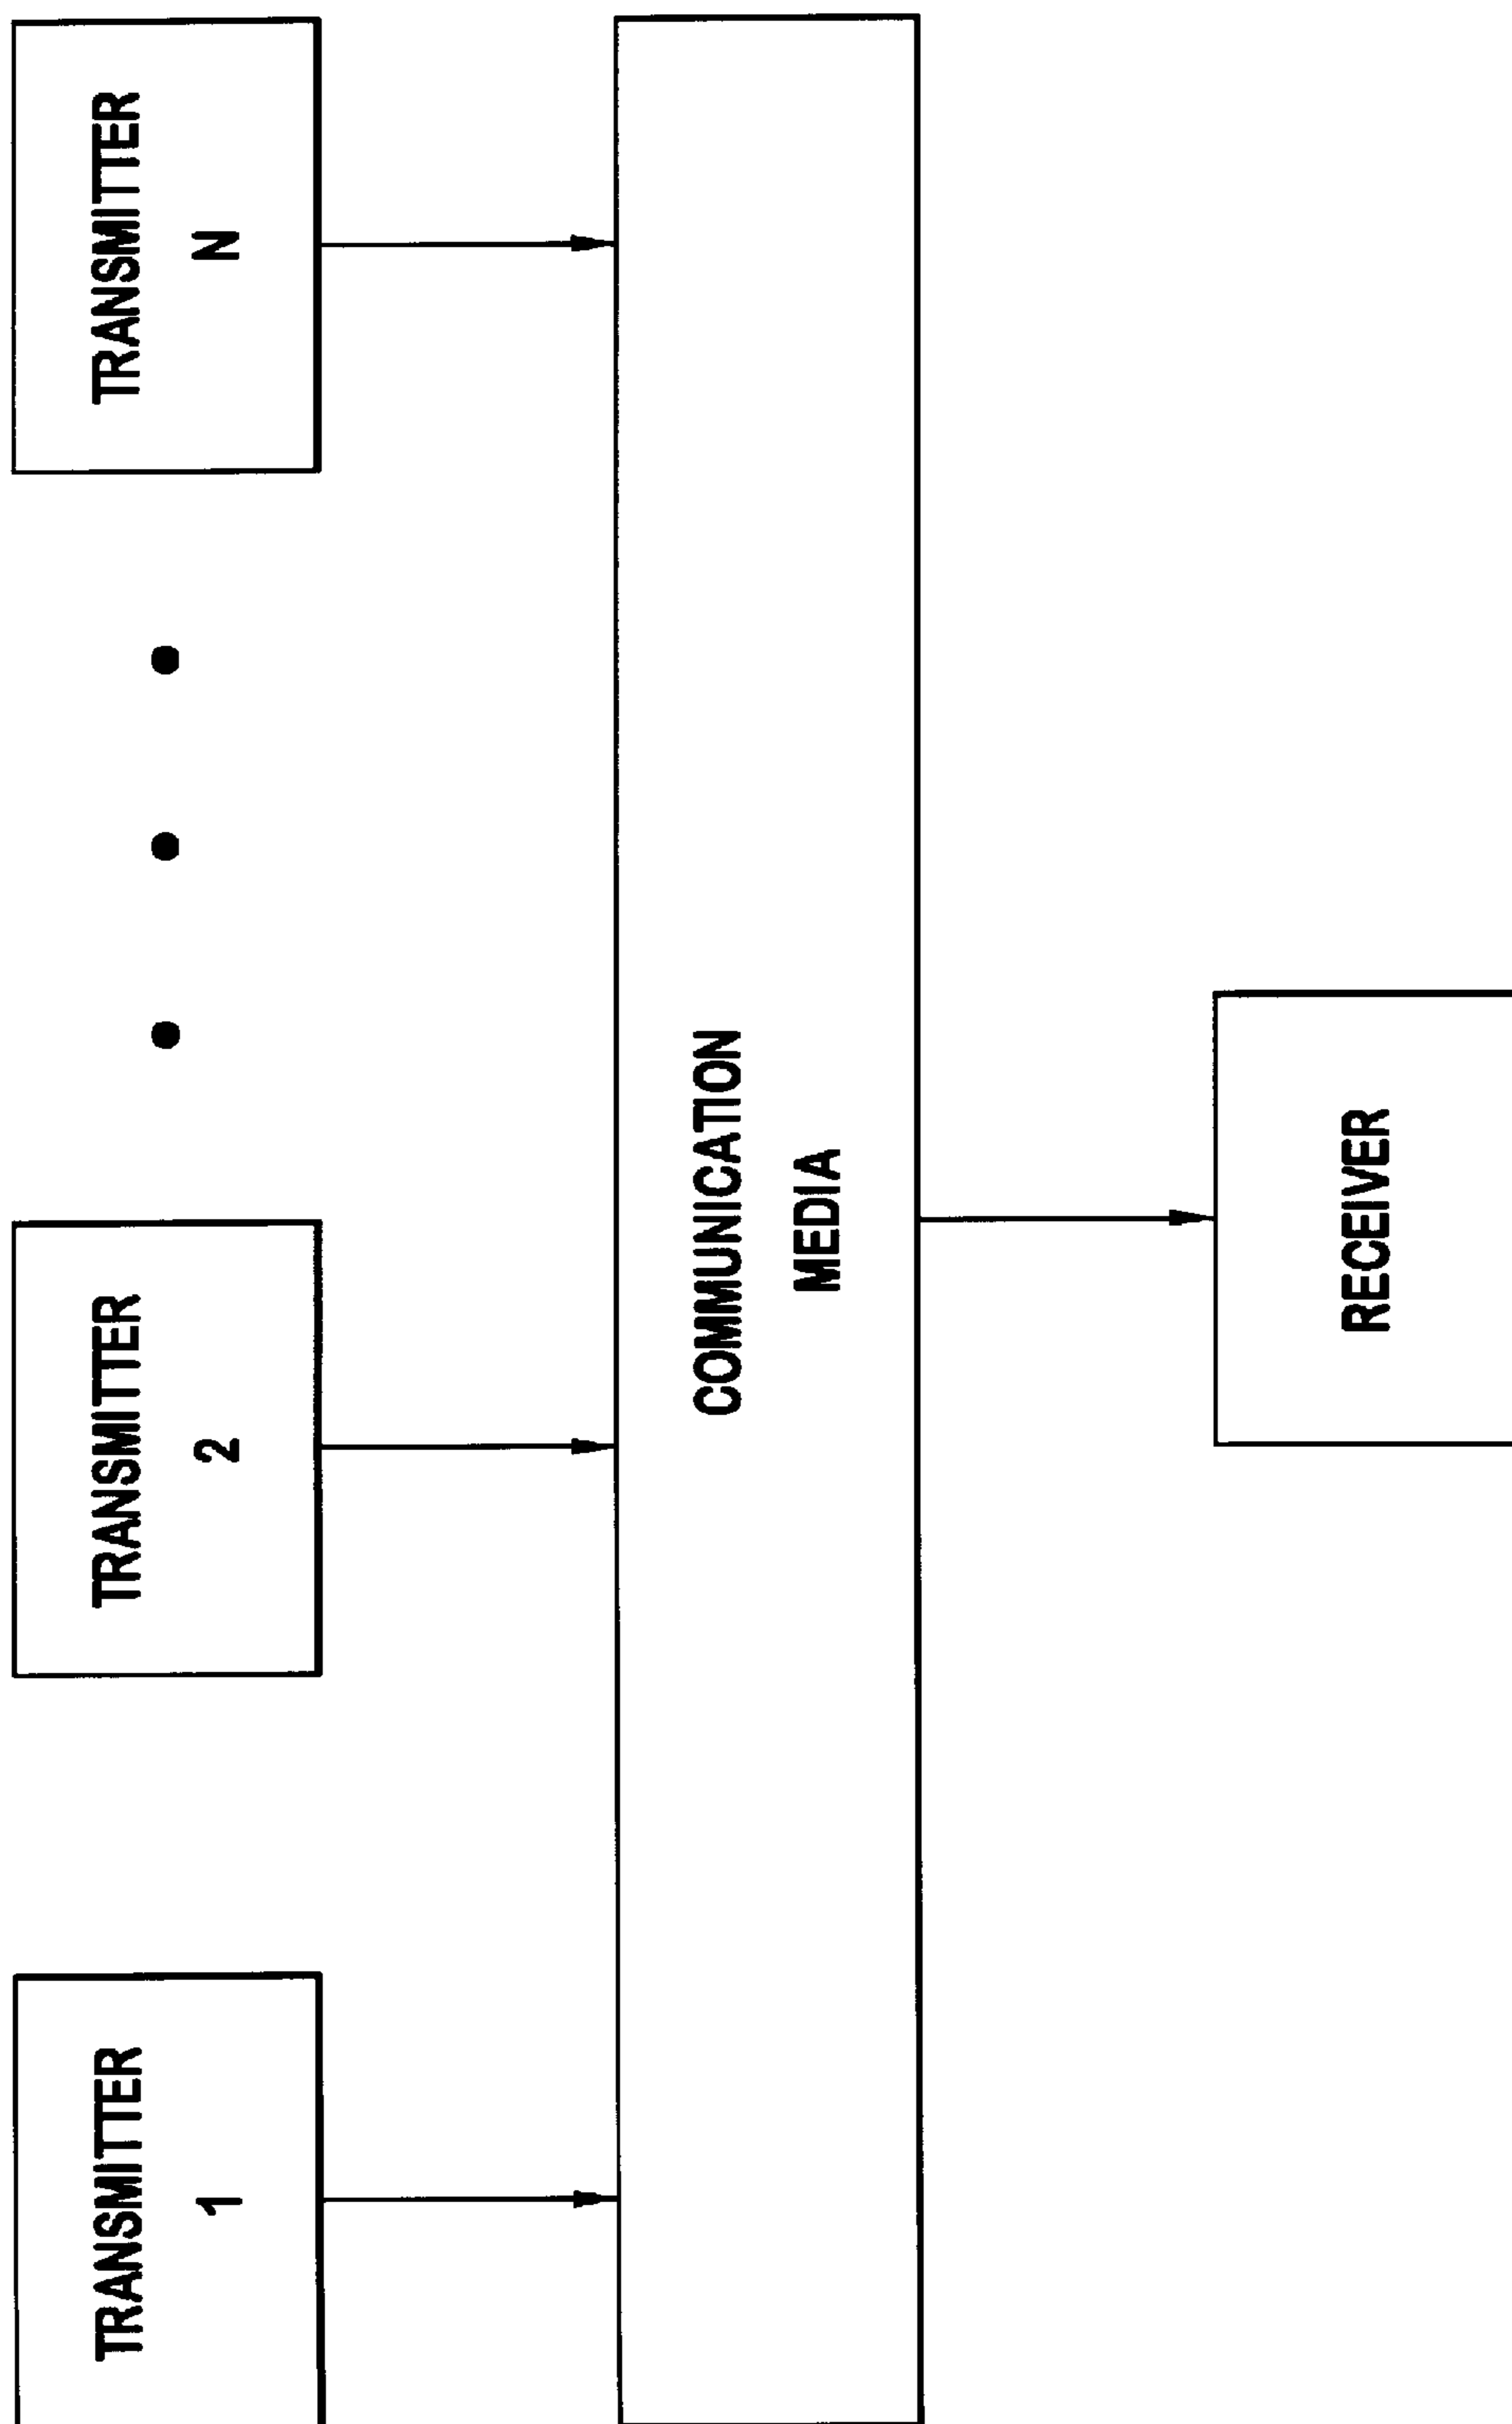 TRANSMITTER
1
TRANSMITTER
2
TRANSMITTER
N
COMMUNICATION
MEDIA
RECEIVER